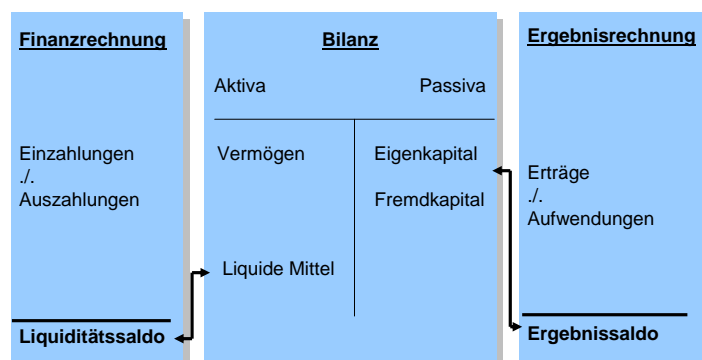 Finanzrechnung
Einzahlungen
./.
Auszahlungen
Liquiditätssaldo
Bilanz
Aktiva Passiva
Vermögen Eigenkapital
Fremdkapital
Liquide Mittel
Ergebnisrechnung
Erträge
./.
Aufwendungen
Ergebnissaldo